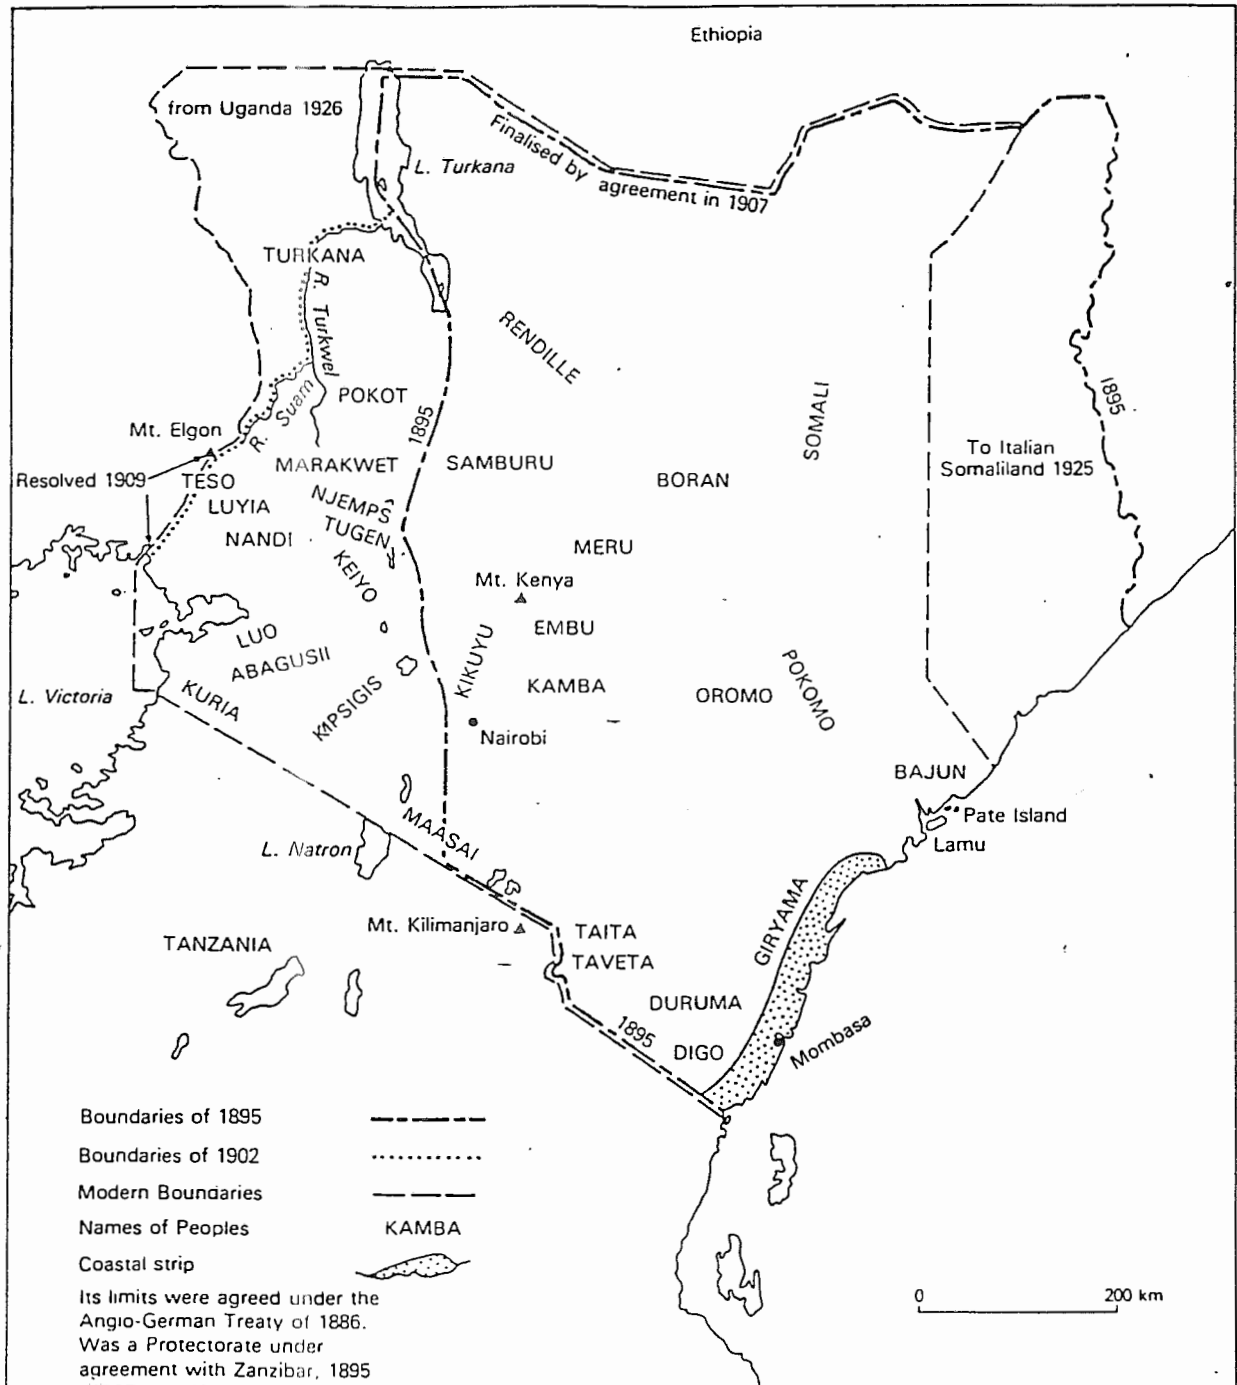 Ethiopia
from Uganda 1926
Finalised by agreement in 1907
L. Turkana
TURKANA
R. Turkwel
RENDILLE
POKOT
R. Suam
1895
SOMALI
1895
Mt. Elgon
To Italian
Somaliland 1925
MARAKWET
SAMBURU
BORAN
Resolved 1909
TESO
LUYIA
NJEMPS
TUGEN
NANDI
MERU
KEIYO
Mt. Kenya
EMBU
LUO
ABAGUSII
KIKUYU
POKOMO
KAMBA
OROMO
L. Victoria
KURIA
KIPSIGIS
Nairobi
BAJUN
MAASAI
Pate Island
Lamu
L. Natron
GIRYAMA
Mt. Kilimanjaro
TAITA
TAVETA
TANZANIA
DURUMA
1895
DIGO
Mombasa
Boundaries of 1895
Boundaries of 1902
Modern Boundaries
Names of Peoples KAMBA
Coastal strip
Its limits were agreed under the
Anglo-German Treaty of 1886.
Was a Protectorate under
agreement with Zanzibar, 1895
0 200 km